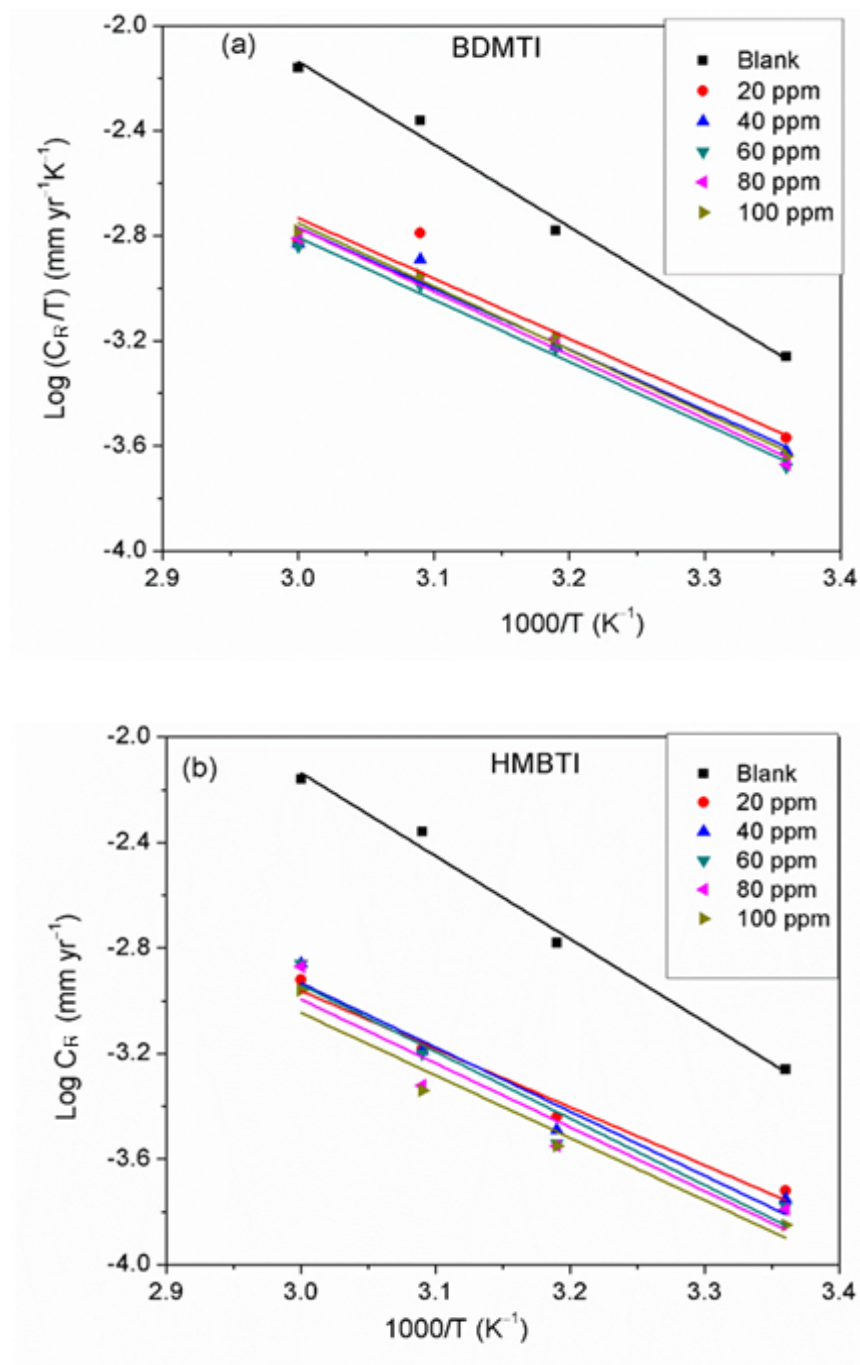 (a)
BDMTI
Blank
20 ppm
40 ppm
60 ppm
80 ppm
100 ppm
Log (C_R/T) (mm yr⁻¹K⁻¹)
-2.0
-2.4
-2.8
-3.2
-3.6
-4.0
2.9 3.0 3.1 3.2 3.3 3.4
1000/T (K⁻¹)
(b)
HMBTI
Blank
20 ppm
40 ppm
60 ppm
80 ppm
100 ppm
Log C_R (mm yr⁻¹)
-2.0
-2.4
-2.8
-3.2
-3.6
-4.0
2.9 3.0 3.1 3.2 3.3 3.4
1000/T (K⁻¹)